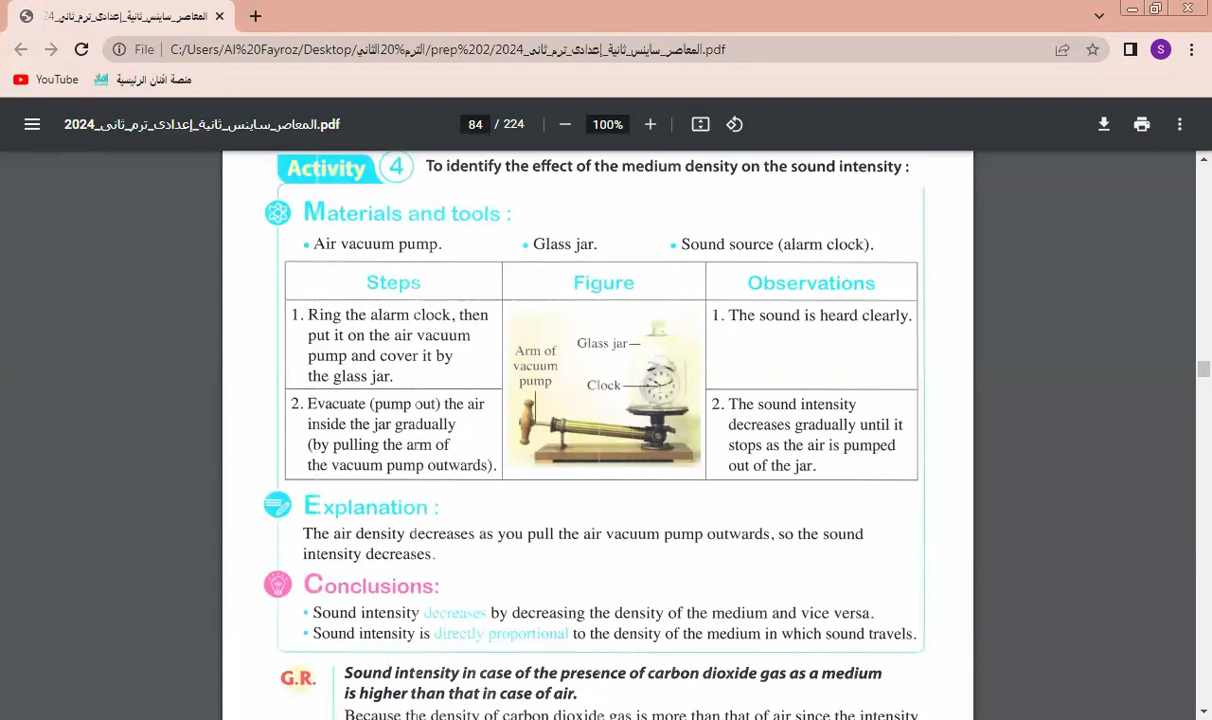 المعاصر_ساينس_ثانية_إعدادى_ترم_ثانى_24
File
C:/Users/Al%20Fayroz/Desktop/الترم%20الثانى/prep%202/2024_المعاصر_ساينس_ثانية_إعدادى_ترم_ثانى.pdf
S
YouTube
منصة أفنان الرئيسية
2024_المعاصر_ساينس_ثانية_إعدادى_ترم_ثانى.pdf
84 / 224
100%
Activity 4 To identify the effect of the medium density on the sound intensity :
Materials and tools :
• Air vacuum pump. • Glass jar. • Sound source (alarm clock).
Steps
1. Ring the alarm clock, then
put it on the air vacuum
pump and cover it by
the glass jar.
2. Evacuate (pump out) the air
inside the jar gradually
(by pulling the arm of
the vacuum pump outwards).
Figure
Glass jar
Arm of
vacuum
pump
Clock
Observations
1. The sound is heard clearly.
2. The sound intensity
decreases gradually until it
stops as the air is pumped
out of the jar.
Explanation :
The air density decreases as you pull the air vacuum pump outwards, so the sound
intensity decreases.
Conclusions:
• Sound intensity decreases by decreasing the density of the medium and vice versa.
• Sound intensity is directly proportional to the density of the medium in which sound travels.
G.R.
Sound intensity in case of the presence of carbon dioxide gas as a medium
is higher than that in case of air.
Because the density of carbon dioxide gas is more than that of air since the intensity